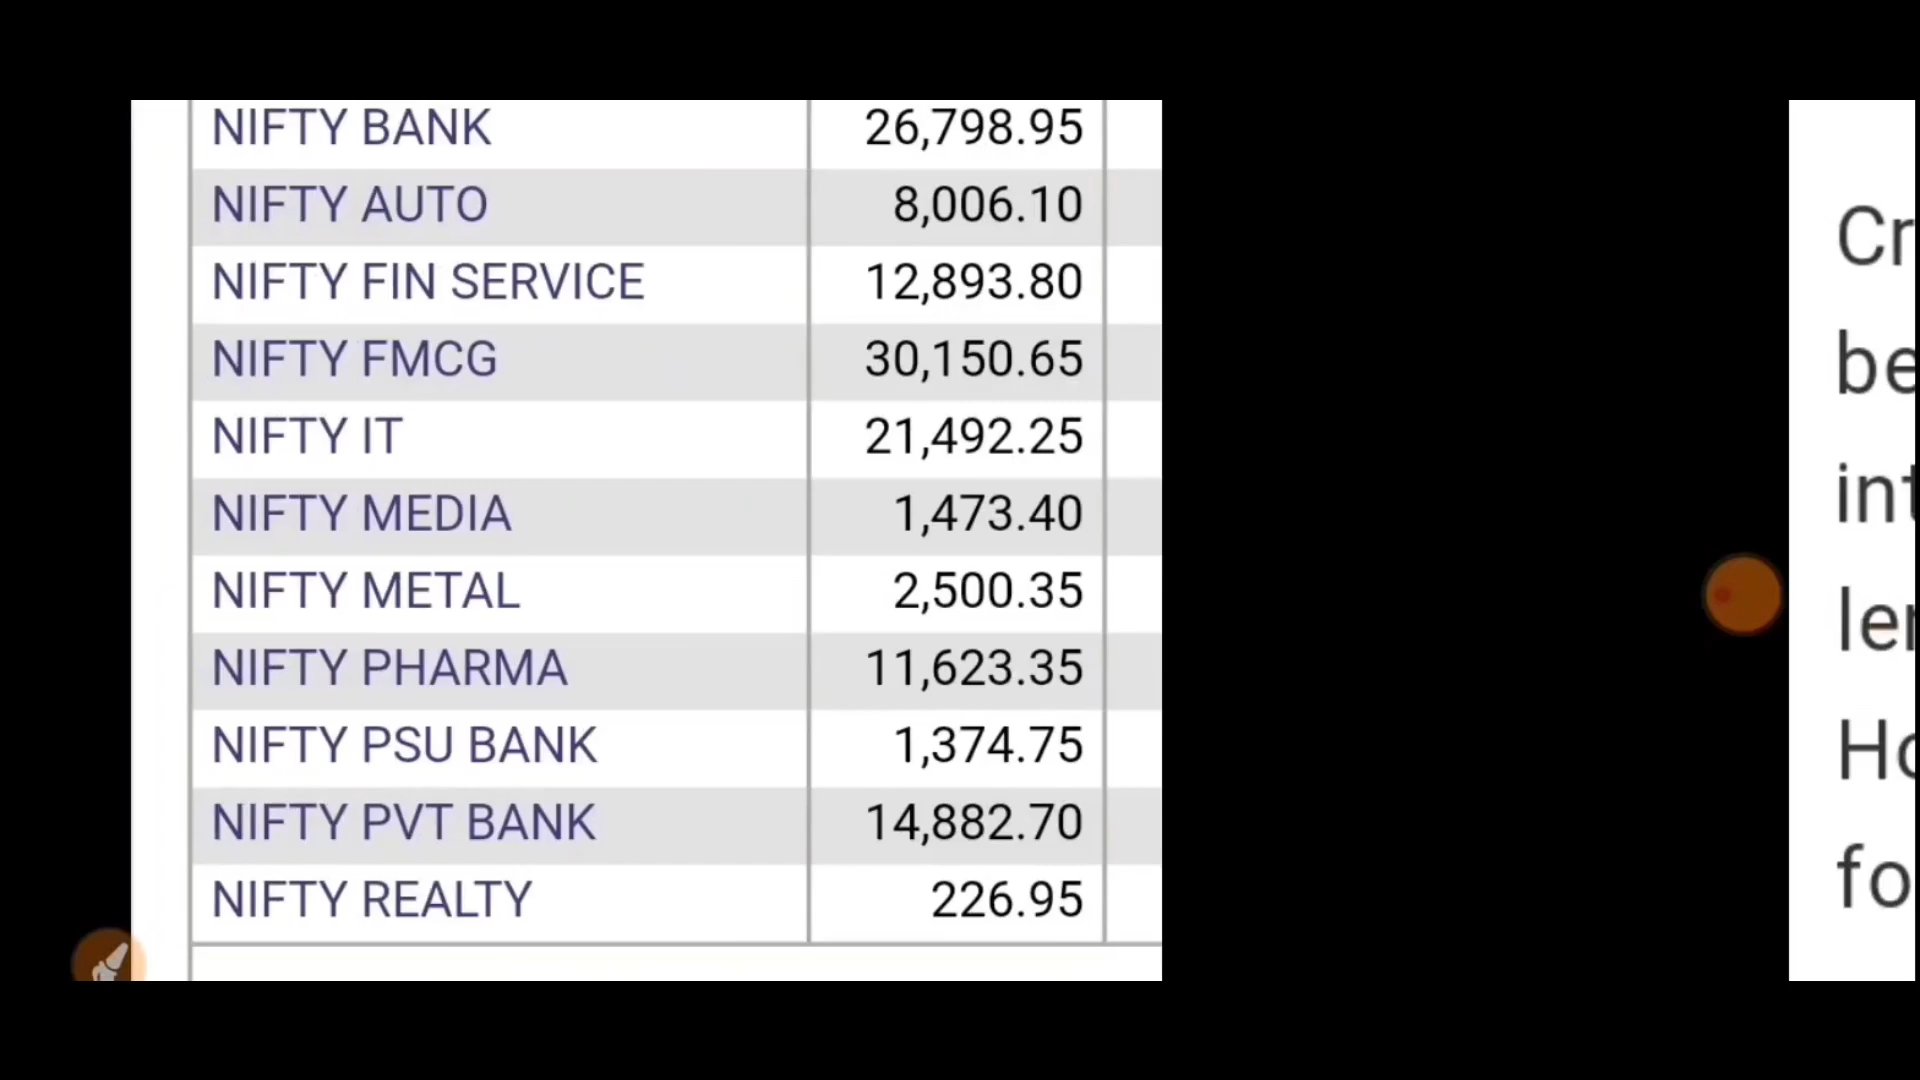 NIFTY BANK 26,798.95
NIFTY AUTO 8,006.10
NIFTY FIN SERVICE 12,893.80
NIFTY FMCG 30,150.65
NIFTY IT 21,492.25
NIFTY MEDIA 1,473.40
NIFTY METAL 2,500.35
NIFTY PHARMA 11,623.35
NIFTY PSU BANK 1,374.75
NIFTY PVT BANK 14,882.70
NIFTY REALTY 226.95